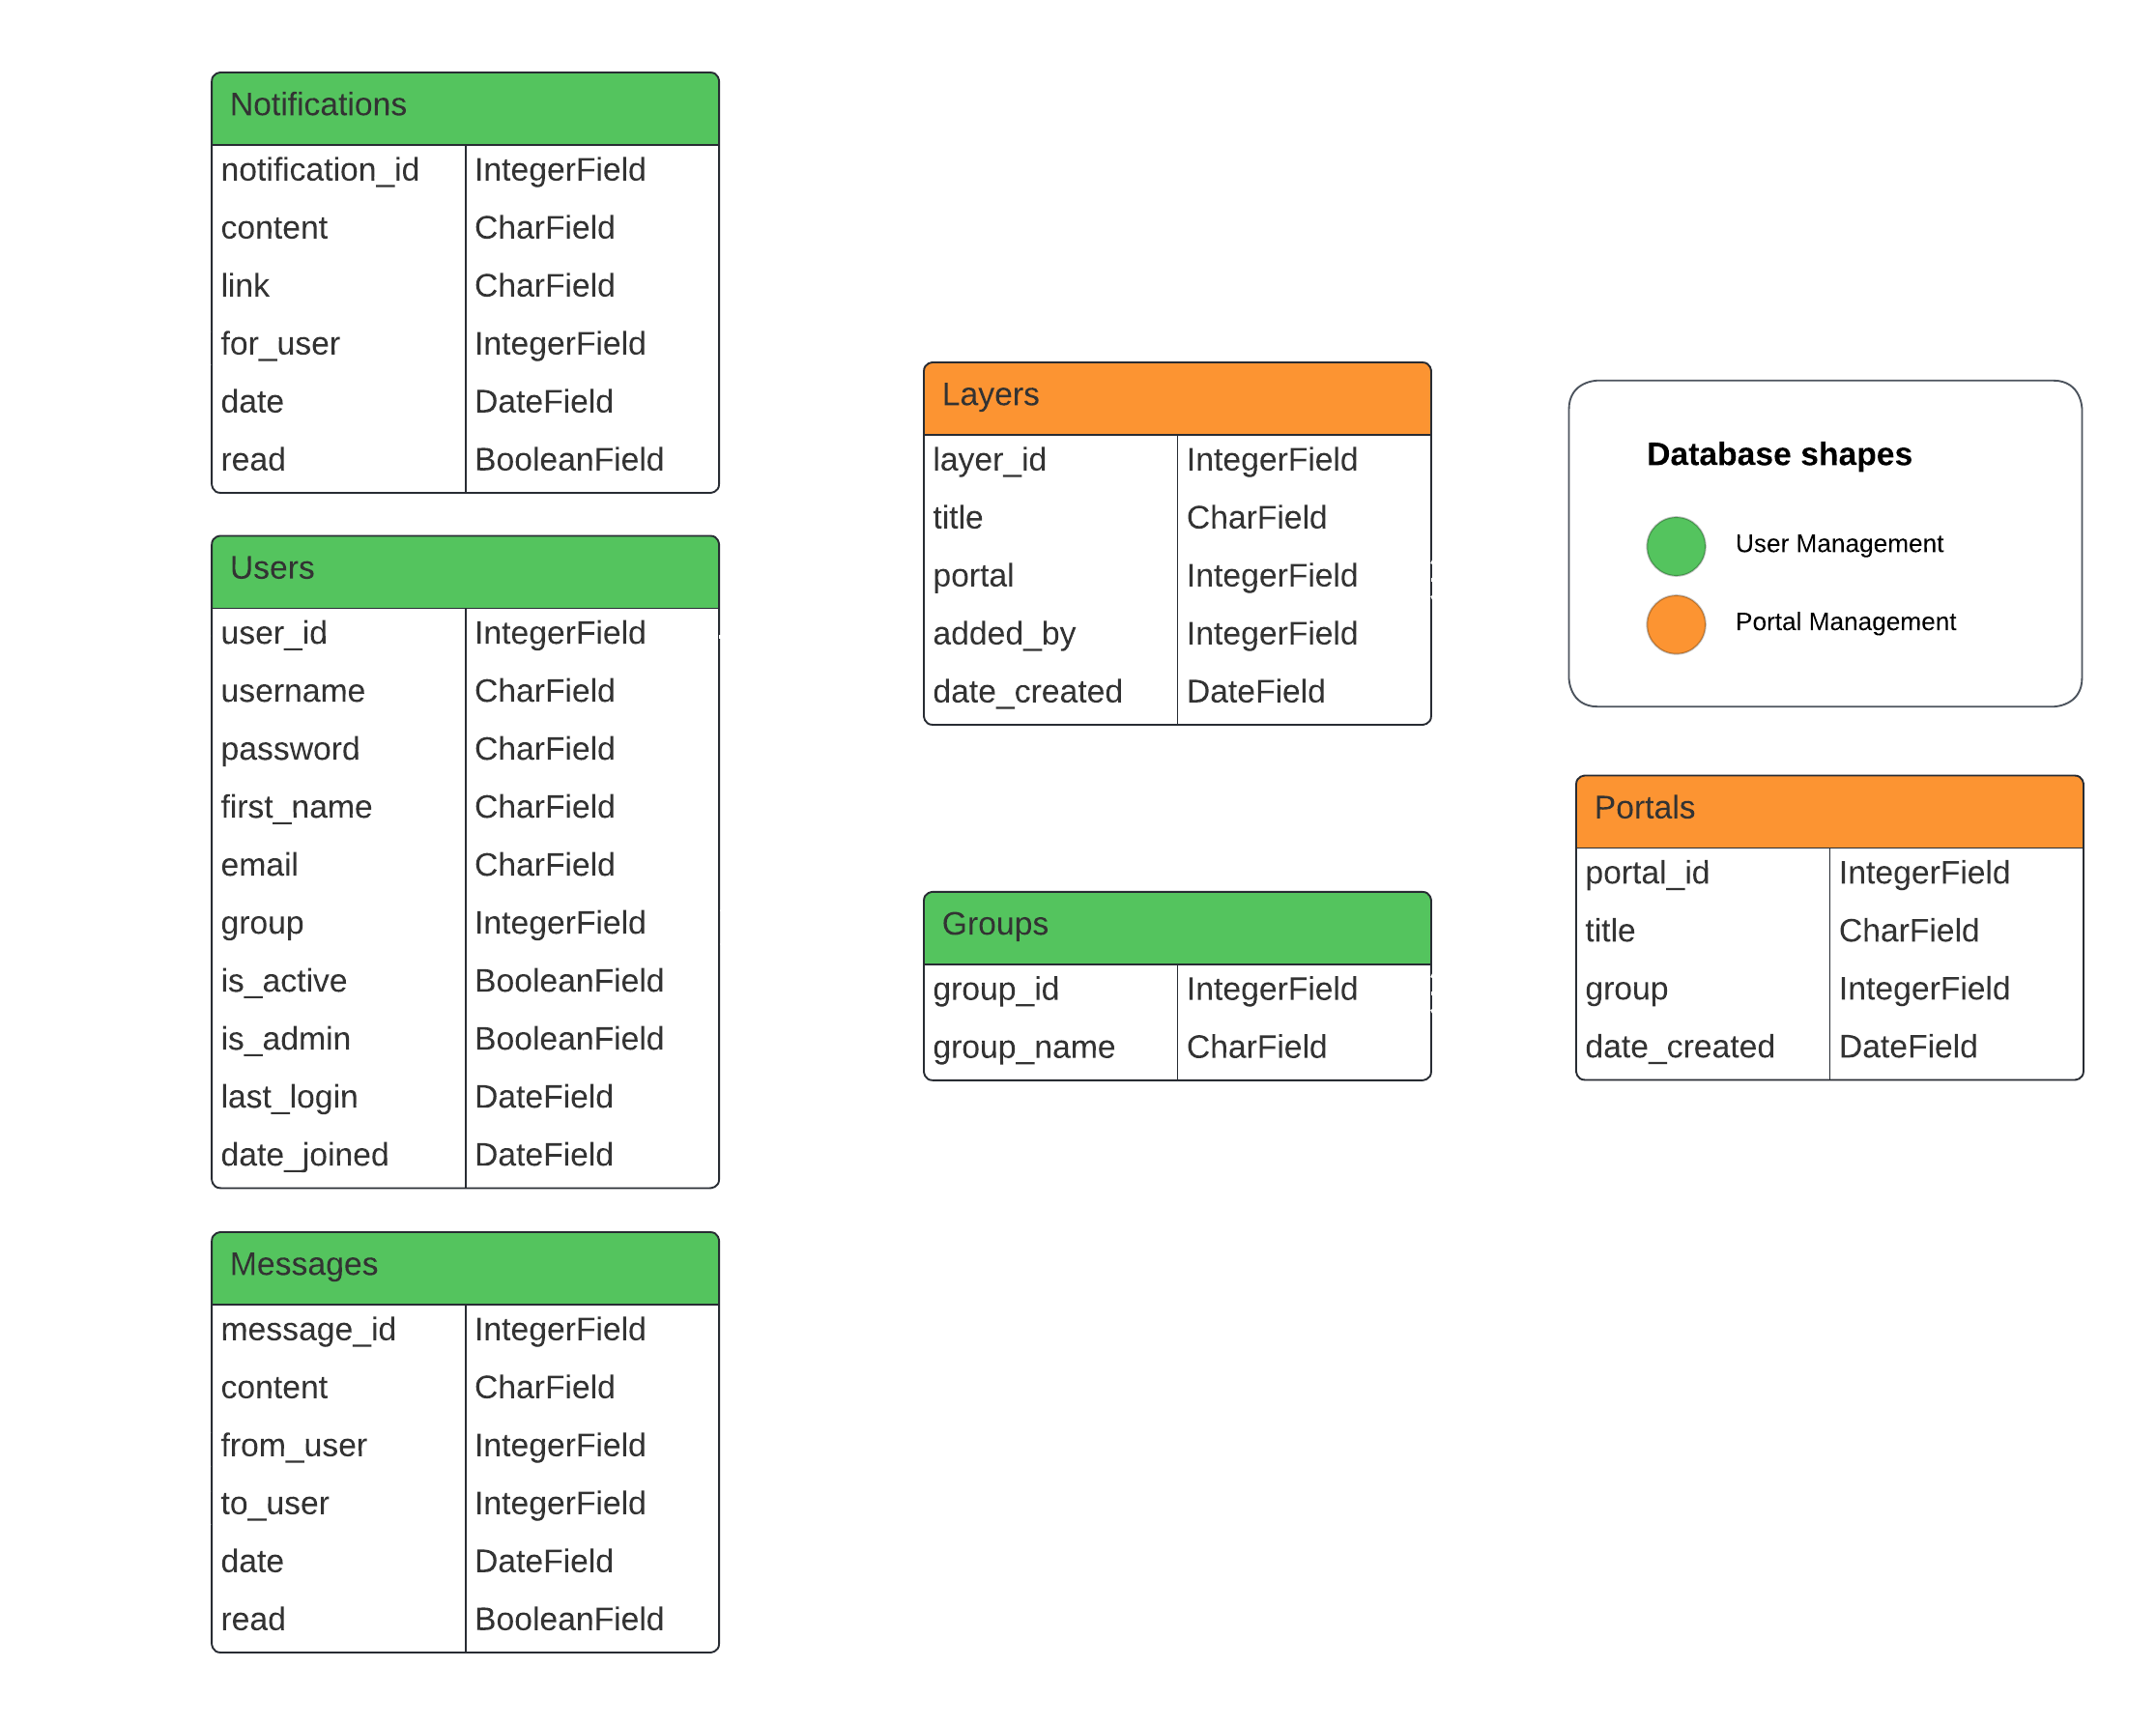 Notifications
notification_id IntegerField
content CharField
link CharField
for_user IntegerField
date DateField
read BooleanField
Users
user_id IntegerField
username CharField
password CharField
first_name CharField
email CharField
group IntegerField
is_active BooleanField
is_admin BooleanField
last_login DateField
date_joined DateField
Messages
message_id IntegerField
content CharField
from_user IntegerField
to_user IntegerField
date DateField
read BooleanField
Layers
layer_id IntegerField
title CharField
portal IntegerField
added_by IntegerField
date_created DateField
Groups
group_id IntegerField
group_name CharField
Database shapes
User Management
Portal Management
Portals
portal_id IntegerField
title CharField
group IntegerField
date_created DateField